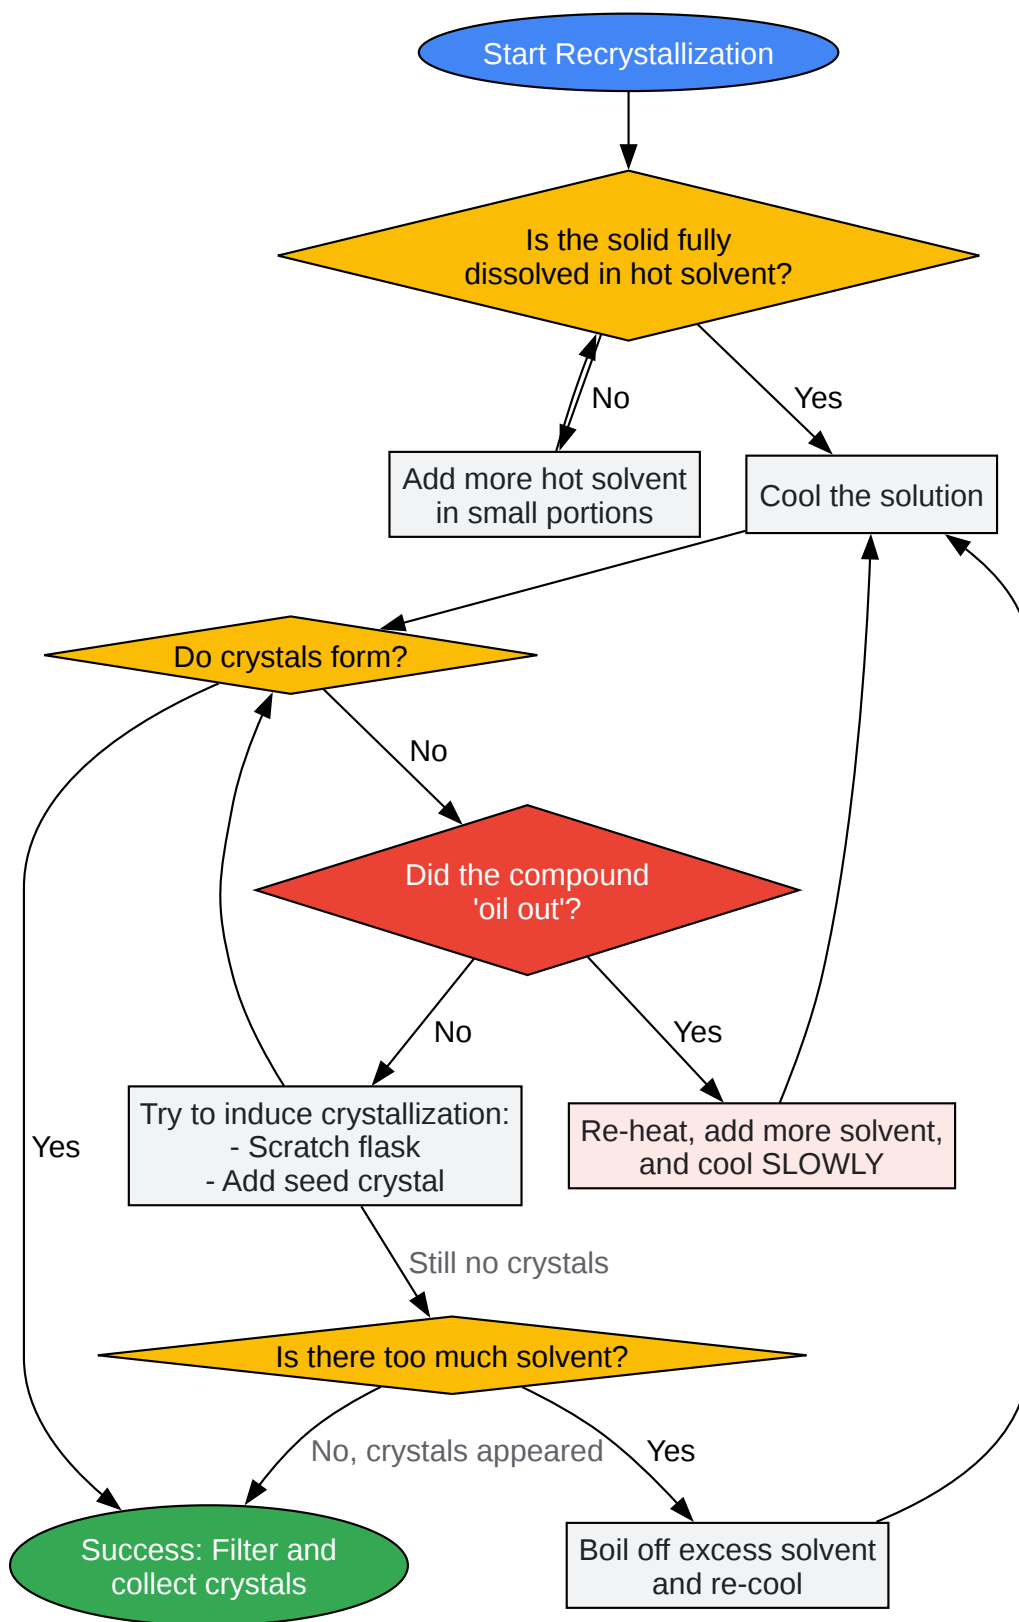 Start Recrystallization
Is the solid fully
dissolved in hot solvent?
No
Yes
Add more hot solvent
in small portions
Cool the solution
Do crystals form?
No
Did the compound
'oil out'?
No
Yes
Yes
Try to induce crystallization:
- Scratch flask
- Add seed crystal
Re-heat, add more solvent,
and cool SLOWLY
Still no crystals
Is there too much solvent?
No, crystals appeared
Yes
Success: Filter and
collect crystals
Boil off excess solvent
and re-cool